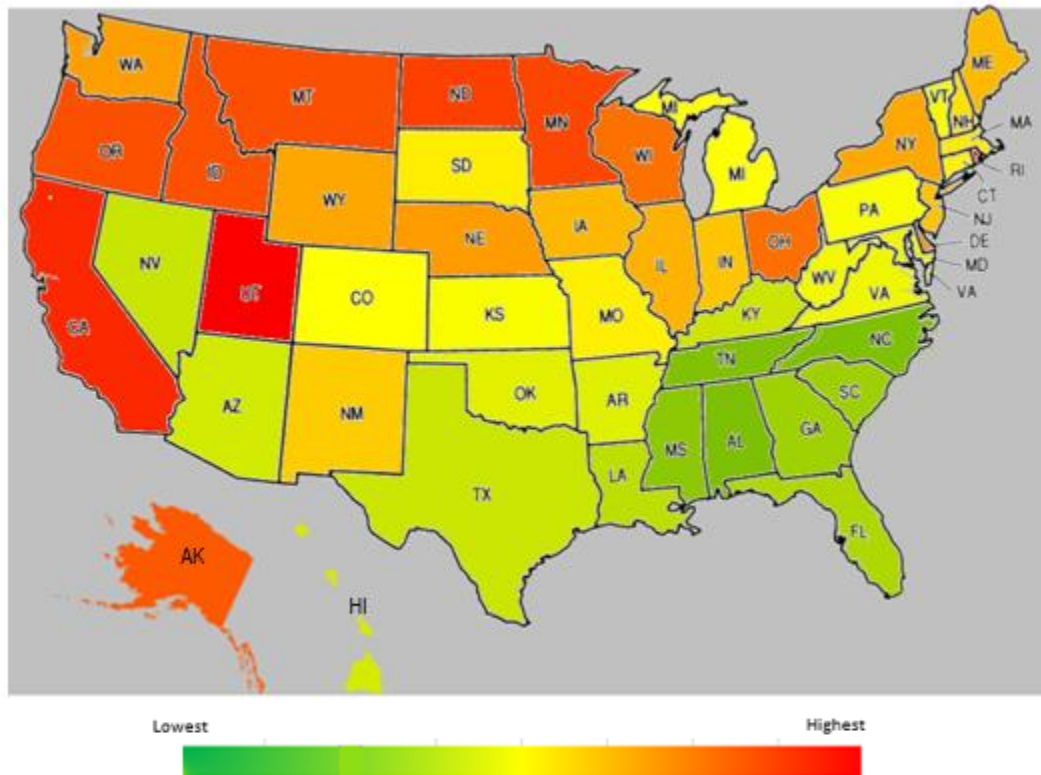 WA
MT
ND
MN
ME
VT
NH
MA
MI
OR
ID
WI
NY
RI
SD
MI
CT
WY
PA
NJ
NE
IA
OH
DE
NV
IL
IN
MD
UT
CO
WV
VA
VA
CA
KS
MO
KY
TN
NC
AZ
NM
OK
AR
SC
MS
AL
GA
LA
TX
FL
AK
HI
Lowest
Highest